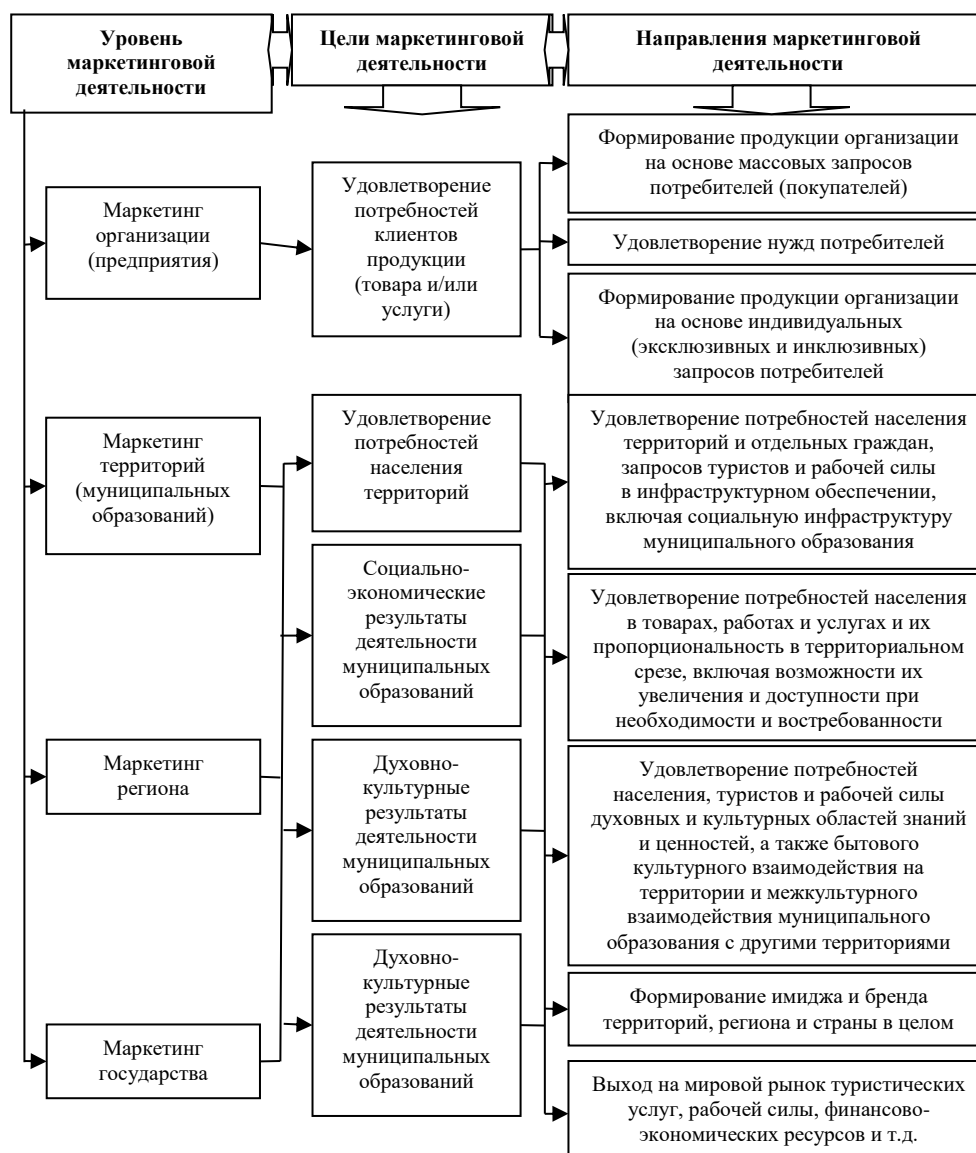 Уровень
маркетинговой
деятельности
Цели маркетинговой
деятельности
Направления маркетинговой
деятельности
Маркетинг
организации
(предприятия)
Удовлетворение
потребностей
клиентов
продукции
(товара и/или
услуги)
Формирование продукции организации
на основе массовых запросов
потребителей (покупателей)
Удовлетворение нужд потребителей
Формирование продукции организации
на основе индивидуальных
(эксклюзивных и инклюзивных)
запросов потребителей
Маркетинг
территорий
(муниципальных
образований)
Маркетинг
региона
Маркетинг
государства
Удовлетворение
потребностей
населения
территорий
Социально-
экономические
результаты
деятельности
муниципальных
образований
Духовно-
культурные
результаты
деятельности
муниципальных
образований
Духовно-
культурные
результаты
деятельности
муниципальных
образований
Удовлетворение потребностей населения
территорий и отдельных граждан,
запросов туристов и рабочей силы
в инфраструктурном обеспечении,
включая социальную инфраструктуру
муниципального образования
Удовлетворение потребностей населения
в товарах, работах и услугах и их
пропорциональность в территориальном
срезе, включая возможности их
увеличения и доступности при
необходимости и востребованности
Удовлетворение потребностей
населения, туристов и рабочей силы
духовных и культурных областей знаний
и ценностей, а также бытового
культурного взаимодействия на
территории и межкультурного
взаимодействия муниципального
образования с другими территориями
Формирование имиджа и бренда
территорий, региона и страны в целом
Выход на мировой рынок туристических
услуг, рабочей силы, финансово-
экономических ресурсов и т.д.